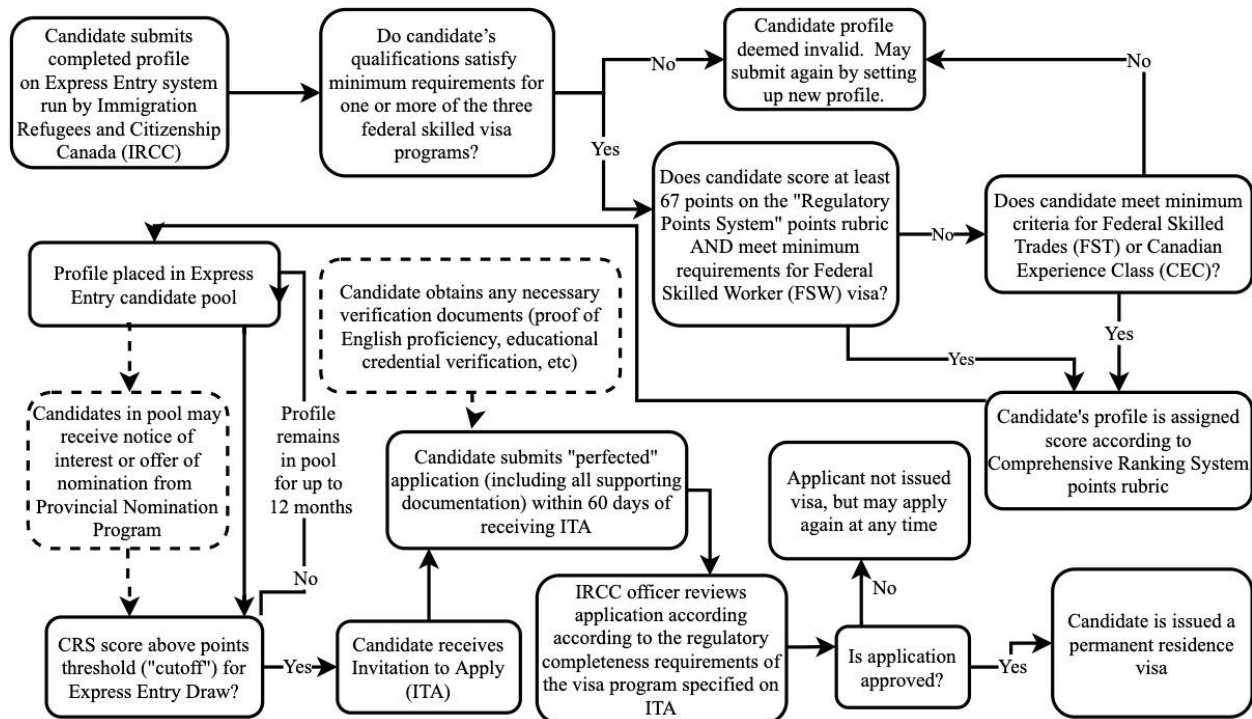 Candidate submits
completed profile
on Express Entry system
run by Immigration
Refugees and Citizenship
Canada (IRCC)
Do candidate's
qualifications satisfy
minimum requirements for
one or more of the three
federal skilled visa
programs?
No
Candidate profile
deemed invalid. May
submit again by setting
up new profile.
No
Yes
Does candidate score at least
67 points on the "Regulatory
Points System" points rubric
AND meet minimum
requirements for Federal
Skilled Worker (FSW) visa?
No
Does candidate meet minimum
criteria for Federal Skilled
Trades (FST) or Canadian
Experience Class (CEC)?
Yes
Yes
Candidate's profile is assigned
score according to
Comprehensive Ranking System
points rubric
Profile placed in Express
Entry candidate pool
Candidates in pool may
receive notice of
interest or offer of
nomination from
Provincial Nomination
Program
Profile
remains
in pool
for up to
12 months
No
CRS score above points
threshold ("cutoff") for
Express Entry Draw?
Yes
Candidate receives
Invitation to Apply
(ITA)
Candidate obtains any necessary
verification documents (proof of
English proficiency, educational
credential verification, etc)
Candidate submits "perfected"
application (including all supporting
documentation) within 60 days of
receiving ITA
IRCC officer reviews
application according
according to the regulatory
completeness requirements of
the visa program specified on
ITA
Is application
approved?
No
Applicant not issued
visa, but may apply
again at any time
Yes
Candidate is issued a
permanent residence
visa